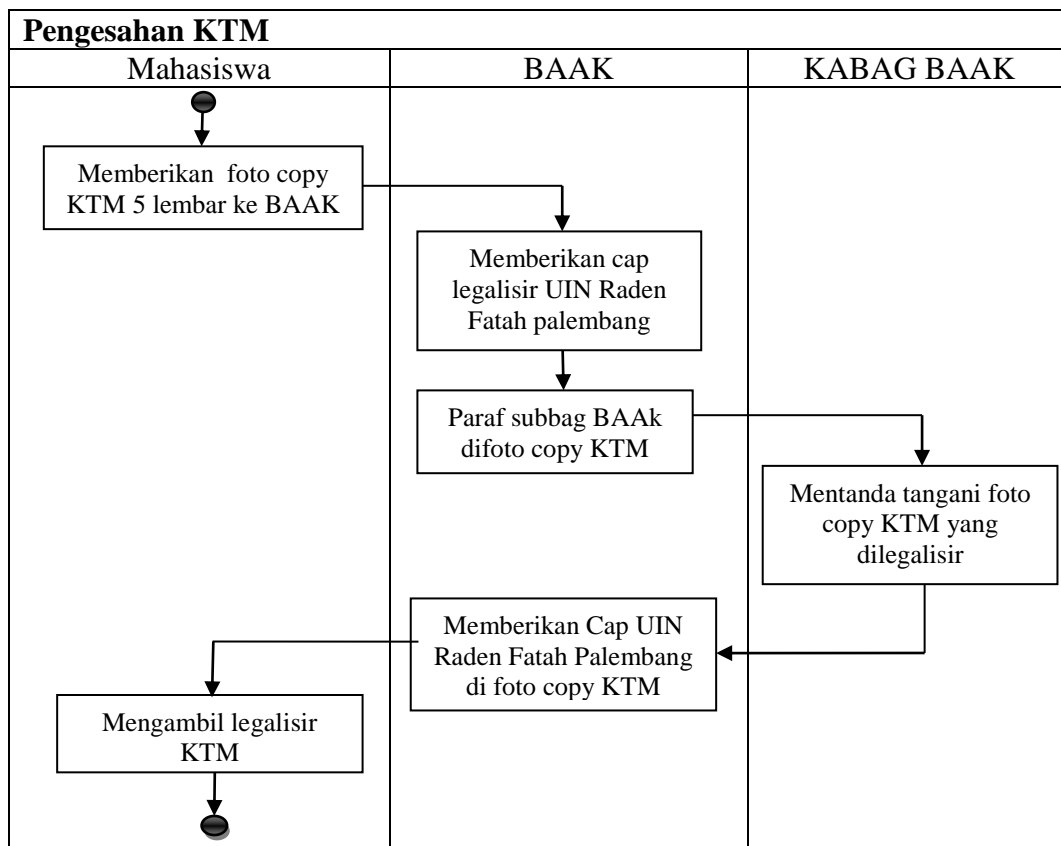 Pengesahan KTM
Mahasiswa
BAAK
KABAG BAAK
Memberikan foto copy
KTM 5 lembar ke BAAK
Memberikan cap
legalisir UIN Raden
Fatah palembang
Paraf subbag BAAk
difoto copy KTM
Mentanda tangani foto
copy KTM yang
dilegalisir
Memberikan Cap UIN
Raden Fatah Palembang
di foto copy KTM
Mengambil legalisir
KTM